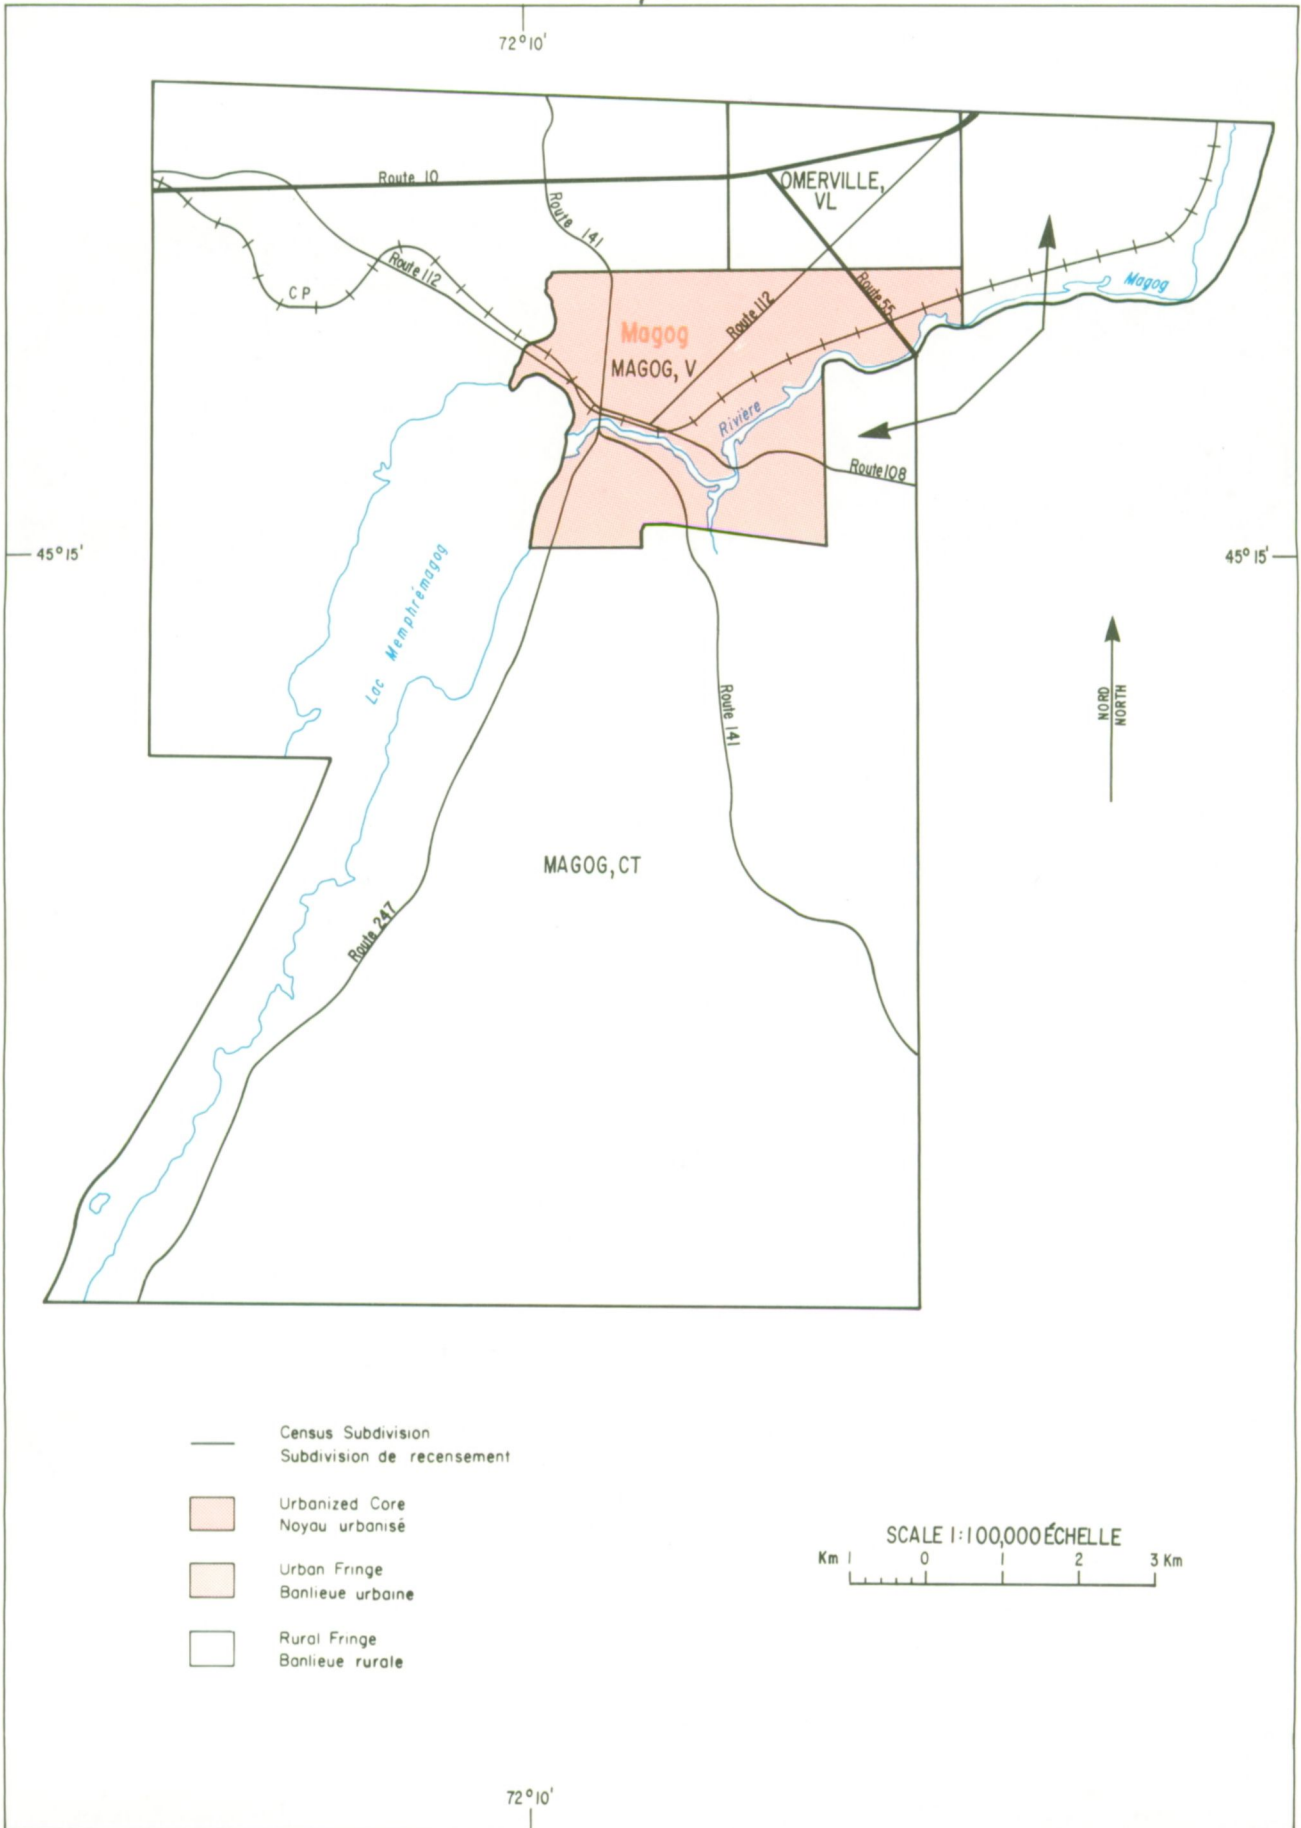 72°10'
Route 10
Route 141
OMERVILLE,
VL
Route 112
CP
Route 55
Magog
Magog
MAGOG, V
Route 112
Rivière
Route 108
45°15'
45°15'
Lac Memphrémagog
NORD
NORTH
Route 141
MAGOG, CT
Route 247
Census Subdivision
Subdivision de recensement
Urbanized Core
Noyau urbanisé
Urban Fringe
Banlieue urbaine
Rural Fringe
Banlieue rurale
SCALE 1:100,000 ÉCHELLE
Km 1 0 1 2 3 Km
72°10'